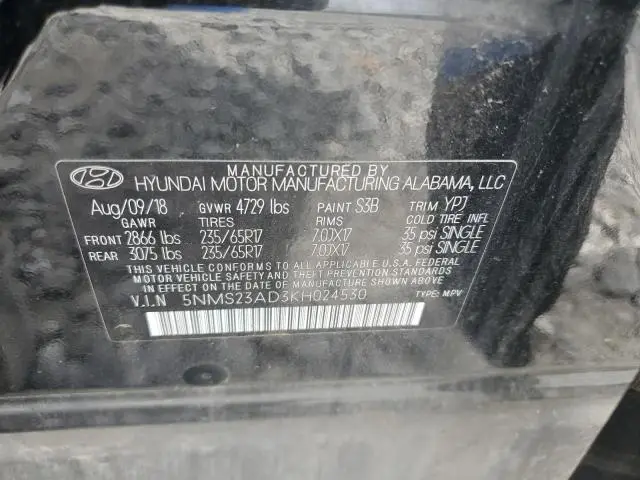 MANUFACTURED BY
HYUNDAI MOTOR MANUFACTURING ALABAMA, LLC
Aug/09/18 GVWR 4729 lbs PAINT S3B TRIM YPJ
GAWR TIRES RIMS COLD TIRE INFL
FRONT 2866 lbs 235/65R17 7.0JX17 35 psi SINGLE
REAR 3075 lbs 235/65R17 7.0JX17 35 psi SINGLE
THIS VEHICLE CONFORMS TO ALL APPLICABLE U.S.A. FEDERAL
MOTOR VEHICLE SAFETY AND THEFT PREVENTION STANDARDS
IN EFFECT ON THE DATE OF MANUFACTURE SHOWN ABOVE
V.I.N 5NMS23AD3KH024530 TYPE: MPV